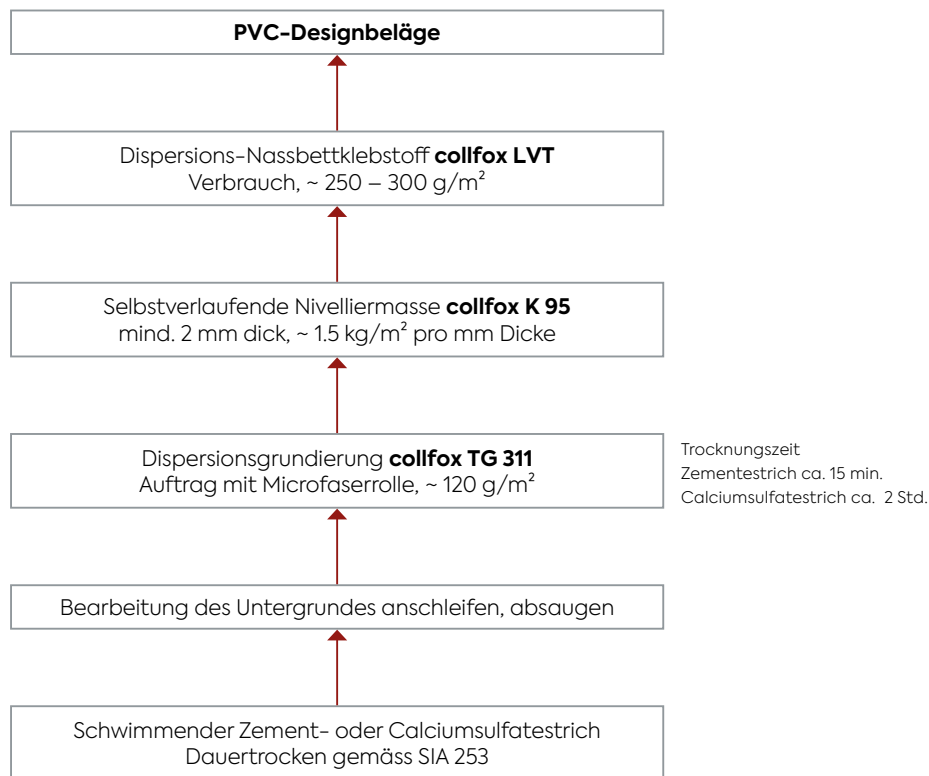 PVC-Designbeläge
Dispersions-Nassbettklebstoff collfox LVT
Verbrauch, ~ 250 – 300 g/m²
Selbstverlaufende Nivelliermasse collfox K 95
mind. 2 mm dick, ~ 1.5 kg/m² pro mm Dicke
Dispersionsgrundierung collfox TG 311
Auftrag mit Microfaserrolle, ~ 120 g/m²
Trocknungszeit
Zementestrich ca. 15 min.
Calciumsulfatestrich ca. 2 Std.
Bearbeitung des Untergrundes anschleifen, absaugen
Schwimmender Zement- oder Calciumsulfatestrich
Dauertrocken gemäss SIA 253